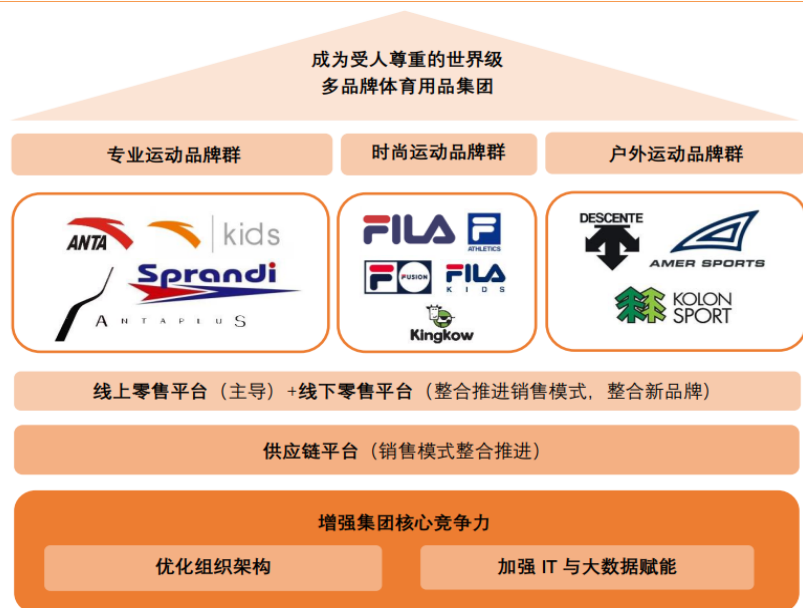 成为受人尊重的世界级
多品牌体育用品集团
专业运动品牌群
时尚运动品牌群
户外运动品牌群
ANTA
kids
Sprandi
ANTAPLUS
FILA
F
ATHLETICS
F FUSION
FILA
KIDS
Kingkow
DESCENTE
AMER SPORTS
KOLON
SPORT
线上零售平台（主导）+线下零售平台（整合推进销售模式，整合新品牌）
供应链平台（销售模式整合推进）
增强集团核心竞争力
优化组织架构
加强 IT 与大数据赋能